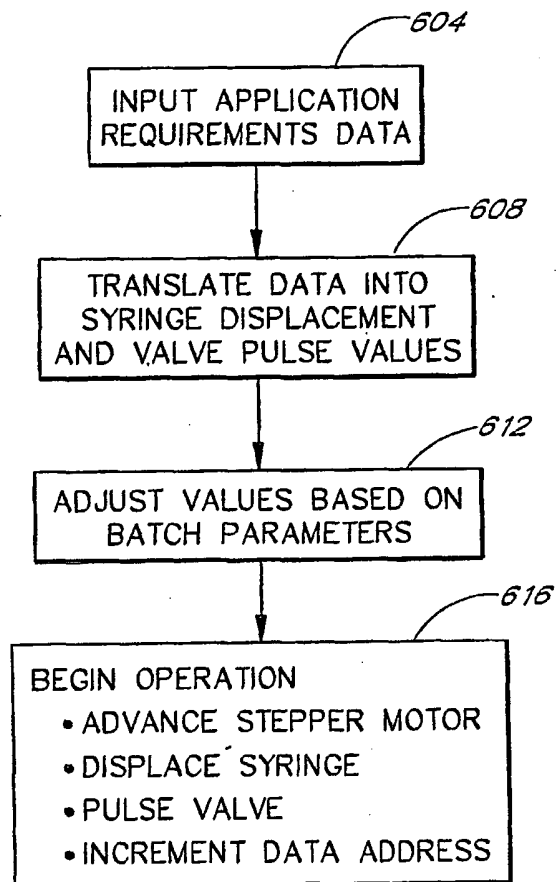 604
INPUT APPLICATION
REQUIREMENTS DATA
608
TRANSLATE DATA INTO
SYRINGE DISPLACEMENT
AND VALVE PULSE VALUES
612
ADJUST VALUES BASED ON
BATCH PARAMETERS
616
BEGIN OPERATION
• ADVANCE STEPPER MOTOR
• DISPLACE SYRINGE
• PULSE VALVE
• INCREMENT DATA ADDRESS